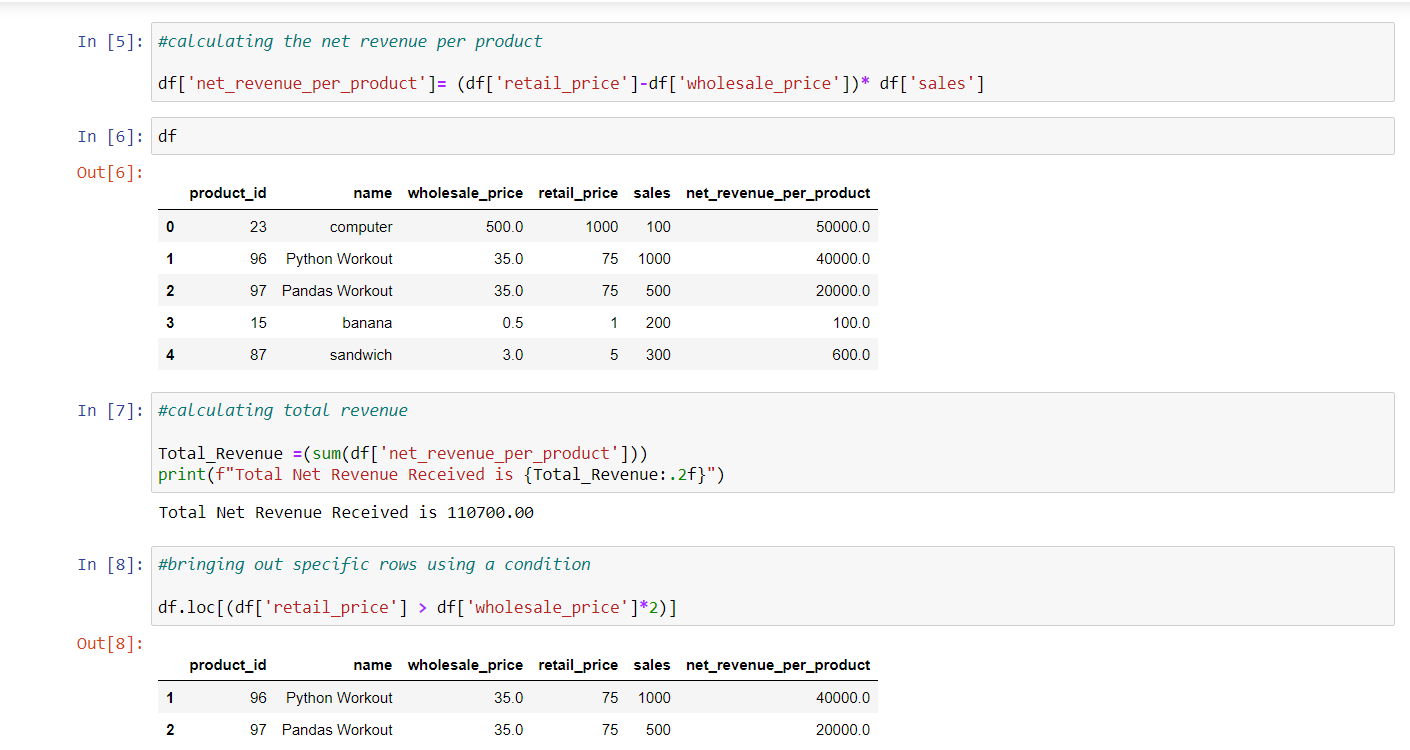 In [5]: #calculating the net revenue per product
df['net_revenue_per_product']= (df['retail_price']-df['wholesale_price'])* df['sales']
In [6]: df
Out[6]:
product_id name wholesale_price retail_price sales net_revenue_per_product
0 23 computer 500.0 1000 100 50000.0
1 96 Python Workout 35.0 75 1000 40000.0
2 97 Pandas Workout 35.0 75 500 20000.0
3 15 banana 0.5 1 200 100.0
4 87 sandwich 3.0 5 300 600.0
In [7]: #calculating total revenue
Total_Revenue =(sum(df['net_revenue_per_product']))
print(f"Total Net Revenue Received is {Total_Revenue:.2f}")
Total Net Revenue Received is 110700.00
In [8]: #bringing out specific rows using a condition
df.loc[(df['retail_price'] > df['wholesale_price']*2)]
Out[8]:
product_id name wholesale_price retail_price sales net_revenue_per_product
1 96 Python Workout 35.0 75 1000 40000.0
2 97 Pandas Workout 35.0 75 500 20000.0